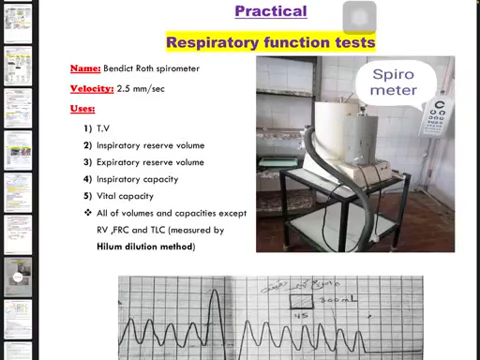 Practical
Respiratory function tests
Name: Bendict Roth spirometer
Velocity: 2.5 mm/sec
Uses:
1) T.V
2) Inspiratory reserve volume
3) Expiratory reserve volume
4) Inspiratory capacity
5) Vital capacity
❖ All of volumes and capacities except
RV ,FRC and TLC (measured by
Hilum dilution method)
Spiro
meter
300mL
4S